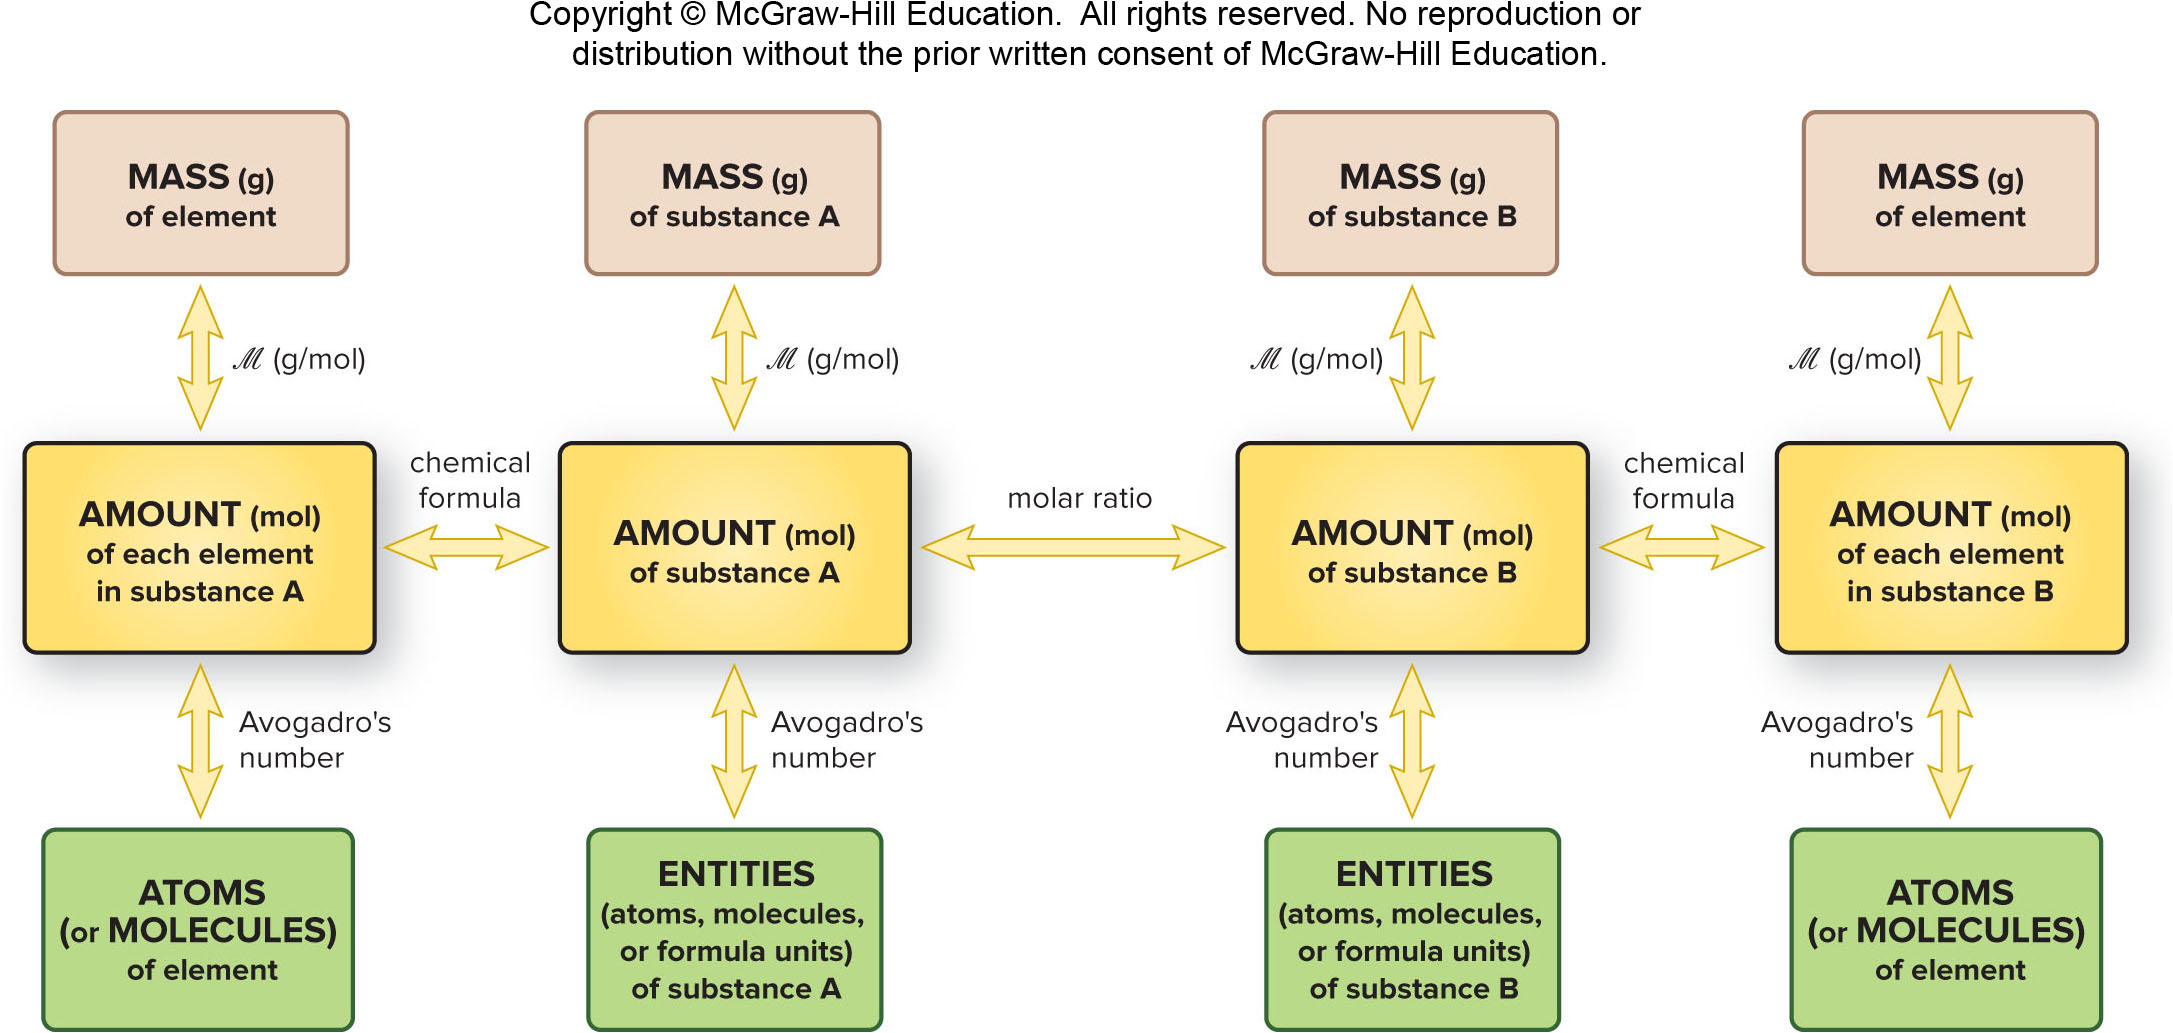 Copyright © McGraw-Hill Education.  All rights reserved. No reproduction or
distribution without the prior written consent of McGraw-Hill Education.
MASS (g)
of element
MASS (g)
of substance A
MASS (g)
of substance B
MASS (g)
of element
ℳ (g/mol)
ℳ (g/mol)
ℳ (g/mol)
ℳ (g/mol)
AMOUNT (mol)
of each element
in substance A
chemical
formula
AMOUNT (mol)
of substance A
molar ratio
AMOUNT (mol)
of substance B
chemical
formula
AMOUNT (mol)
of each element
in substance B
Avogadro's
number
Avogadro's
number
Avogadro's
number
Avogadro's
number
ATOMS
(or MOLECULES)
of element
ENTITIES
(atoms, molecules,
or formula units)
of substance A
ENTITIES
(atoms, molecules,
or formula units)
of substance B
ATOMS
(or MOLECULES)
of element